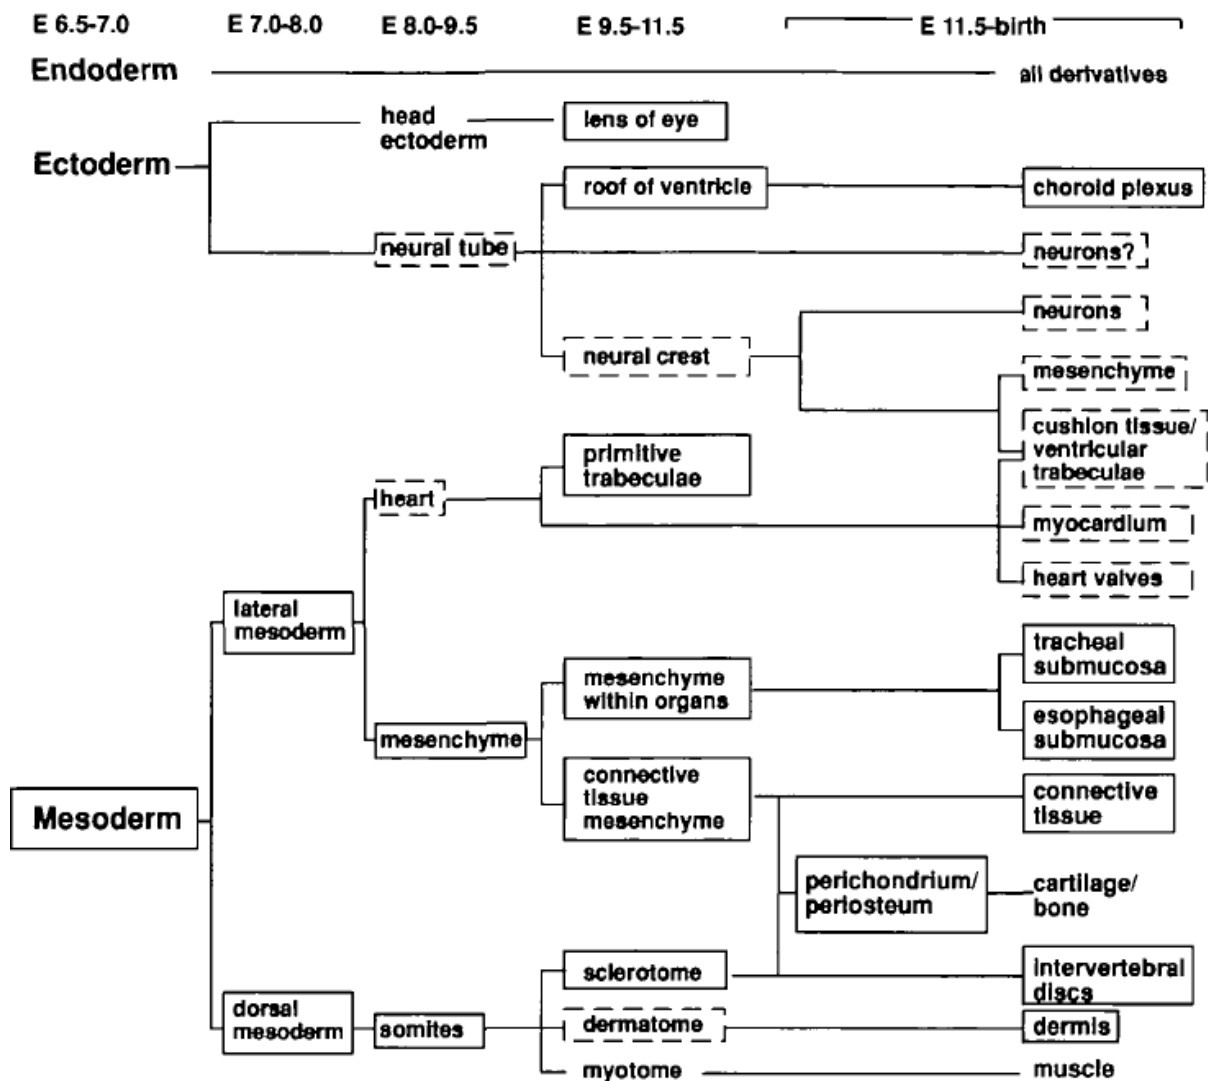 E 6.5-7.0 E 7.0-8.0 E 8.0-9.5 E 9.5-11.5 E 11.5-birth
Endoderm all derivatives
head
ectoderm
lens of eye
Ectoderm
roof of ventricle choroid plexus
neural tube neurons?
neurons
neural crest
mesenchyme
cushion tissue/
ventricular
trabeculae
primitive
trabeculae
heart
myocardium
heart valves
lateral
mesoderm
tracheal
submucosa
mesenchyme
within organs
esophageal
submucosa
mesenchyme
connective
tissue
mesenchyme
connective
tissue
Mesoderm
perichondrium/
periosteum
cartilage/
bone
sclerotome
intervertebral
discs
dorsal
mesoderm
somites
dermatome dermis
myotome muscle